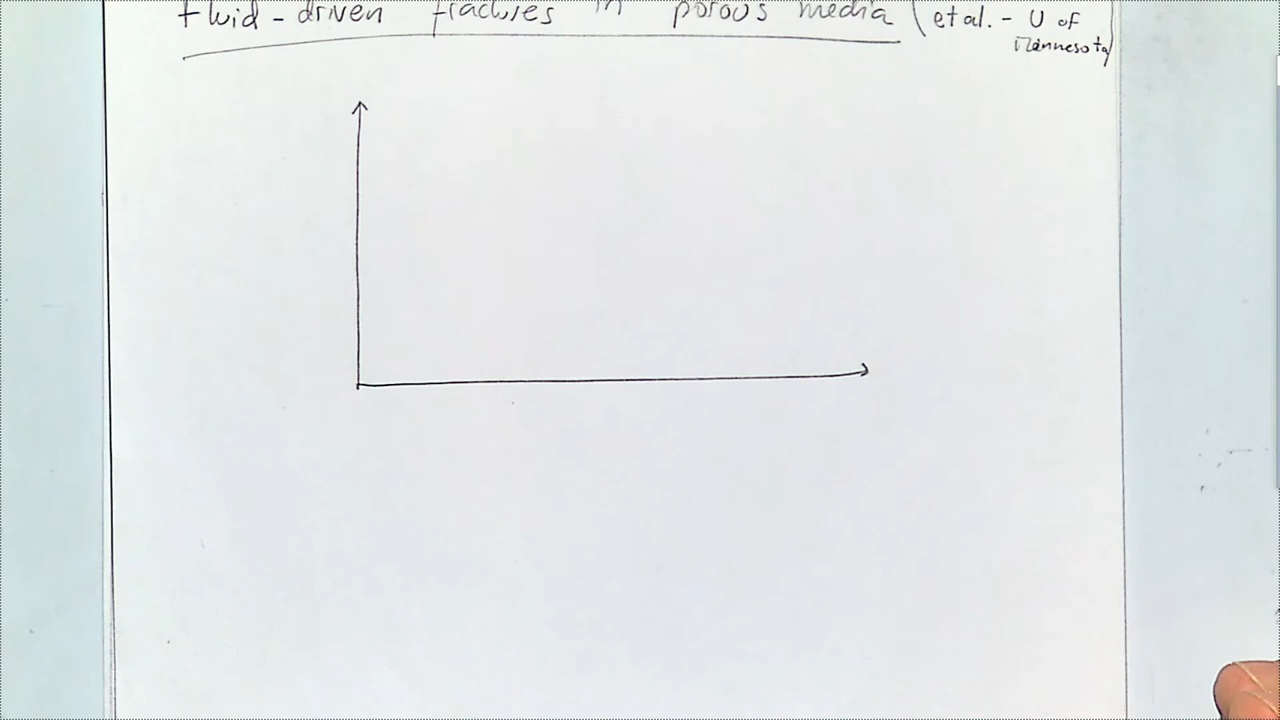 Fluid - driven fractures in porous media (et al. - U of
Minnesota)